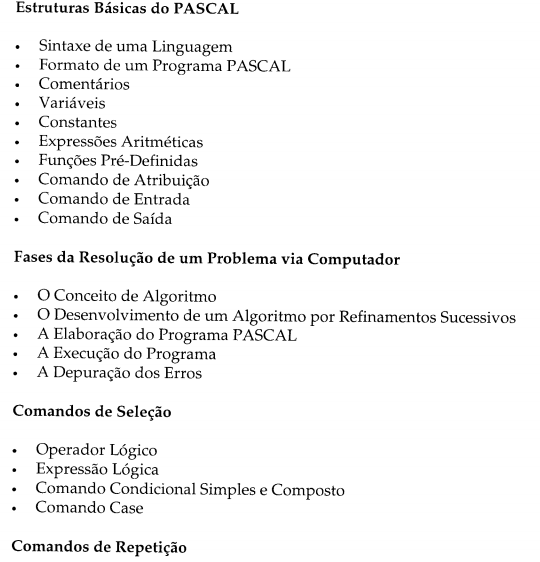 Estruturas Básicas do PASCAL
• Sintaxe de uma Linguagem
• Formato de um Programa PASCAL
• Comentários
• Variáveis
• Constantes
• Expressões Aritméticas
• Funções Pré-Definidas
• Comando de Atribuição
• Comando de Entrada
• Comando de Saída
Fases da Resolução de um Problema via Computador
• O Conceito de Algoritmo
• O Desenvolvimento de um Algoritmo por Refinamentos Sucessivos
• A Elaboração do Programa PASCAL
• A Execução do Programa
• A Depuração dos Erros
Comandos de Seleção
• Operador Lógico
• Expressão Lógica
• Comando Condicional Simples e Composto
• Comando Case
Comandos de Repetição